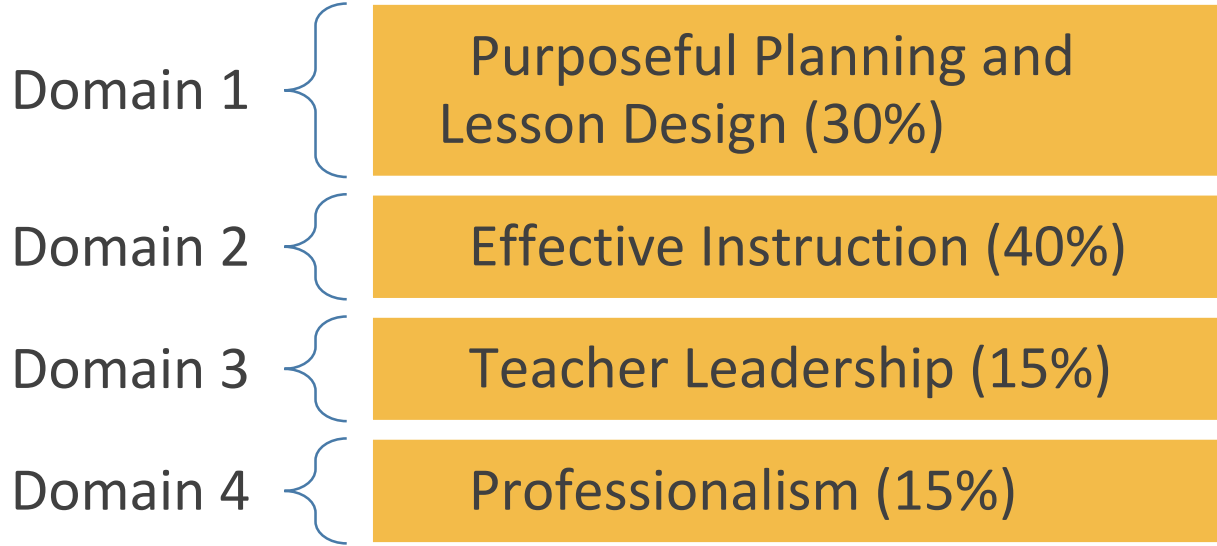 Domain 1
Purposeful Planning and
Lesson Design (30%)
Domain 2
Effective Instruction (40%)
Domain 3
Teacher Leadership (15%)
Domain 4
Professionalism (15%)